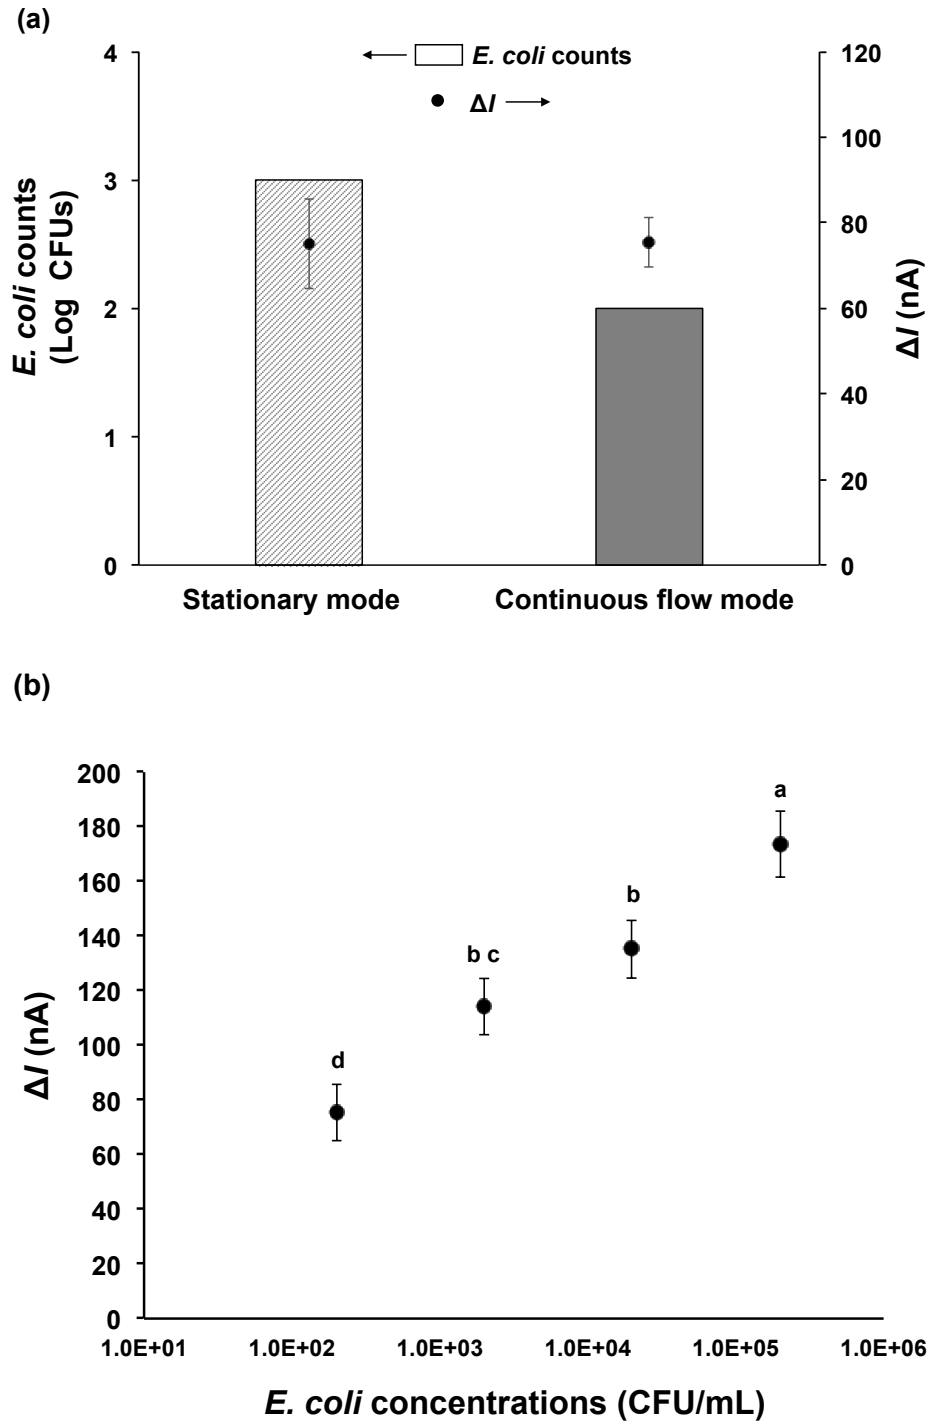 (a)
E. coli counts
ΔI
4
3
2
1
0
120
100
80
60
40
20
0
E. coli counts
(Log CFUs)
ΔI (nA)
Stationary mode
Continuous flow mode
(b)
200
180
160
140
120
100
80
60
40
20
0
a
b
b c
d
ΔI (nA)
1.0E+01 1.0E+02 1.0E+03 1.0E+04 1.0E+05 1.0E+06
E. coli concentrations (CFU/mL)